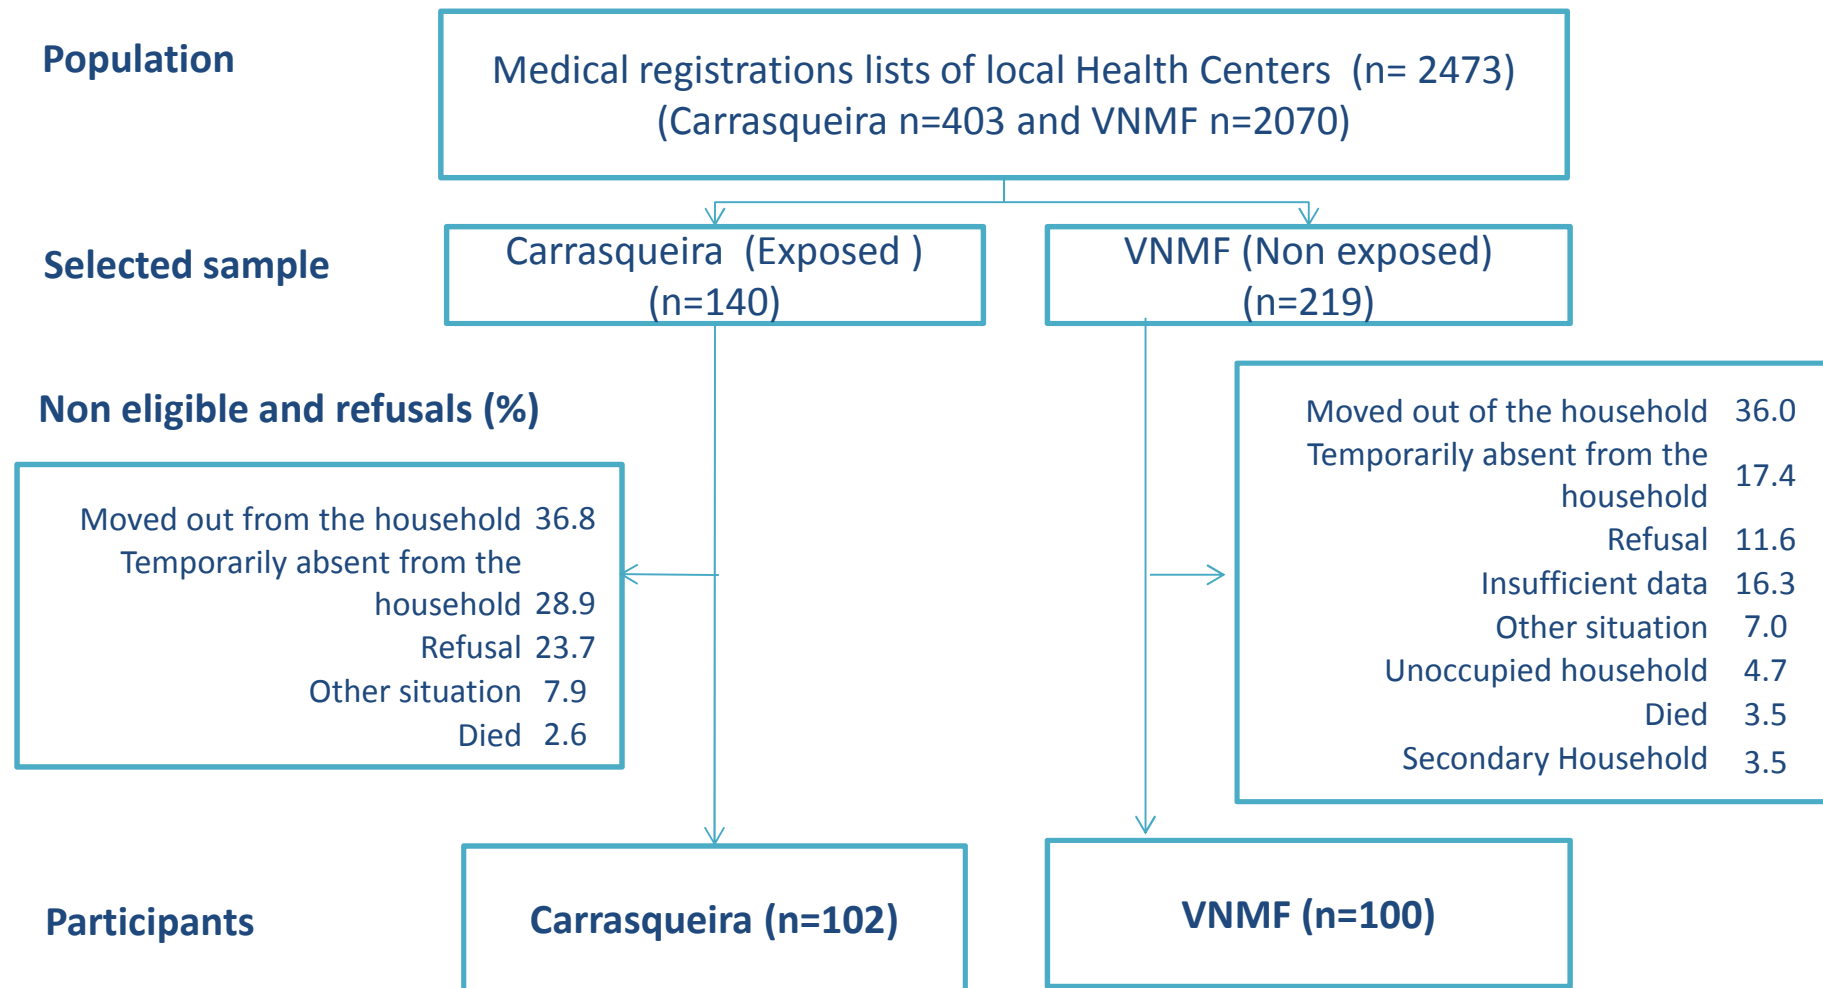 Population
Medical registrations lists of local Health Centers (n= 2473)
(Carrasqueira n=403 and VNMF n=2070)
Selected sample
Carrasqueira (Exposed )
(n=140)
VNMF (Non exposed)
(n=219)
Non eligible and refusals (%)
Moved out from the household 36.8
Temporarily absent from the
household 28.9
Refusal 23.7
Other situation 7.9
Died 2.6
Moved out of the household 36.0
Temporarily absent from the
household 17.4
Refusal 11.6
Insufficient data 16.3
Other situation 7.0
Unoccupied household 4.7
Died 3.5
Secondary Household 3.5
Participants
Carrasqueira (n=102)
VNMF (n=100)